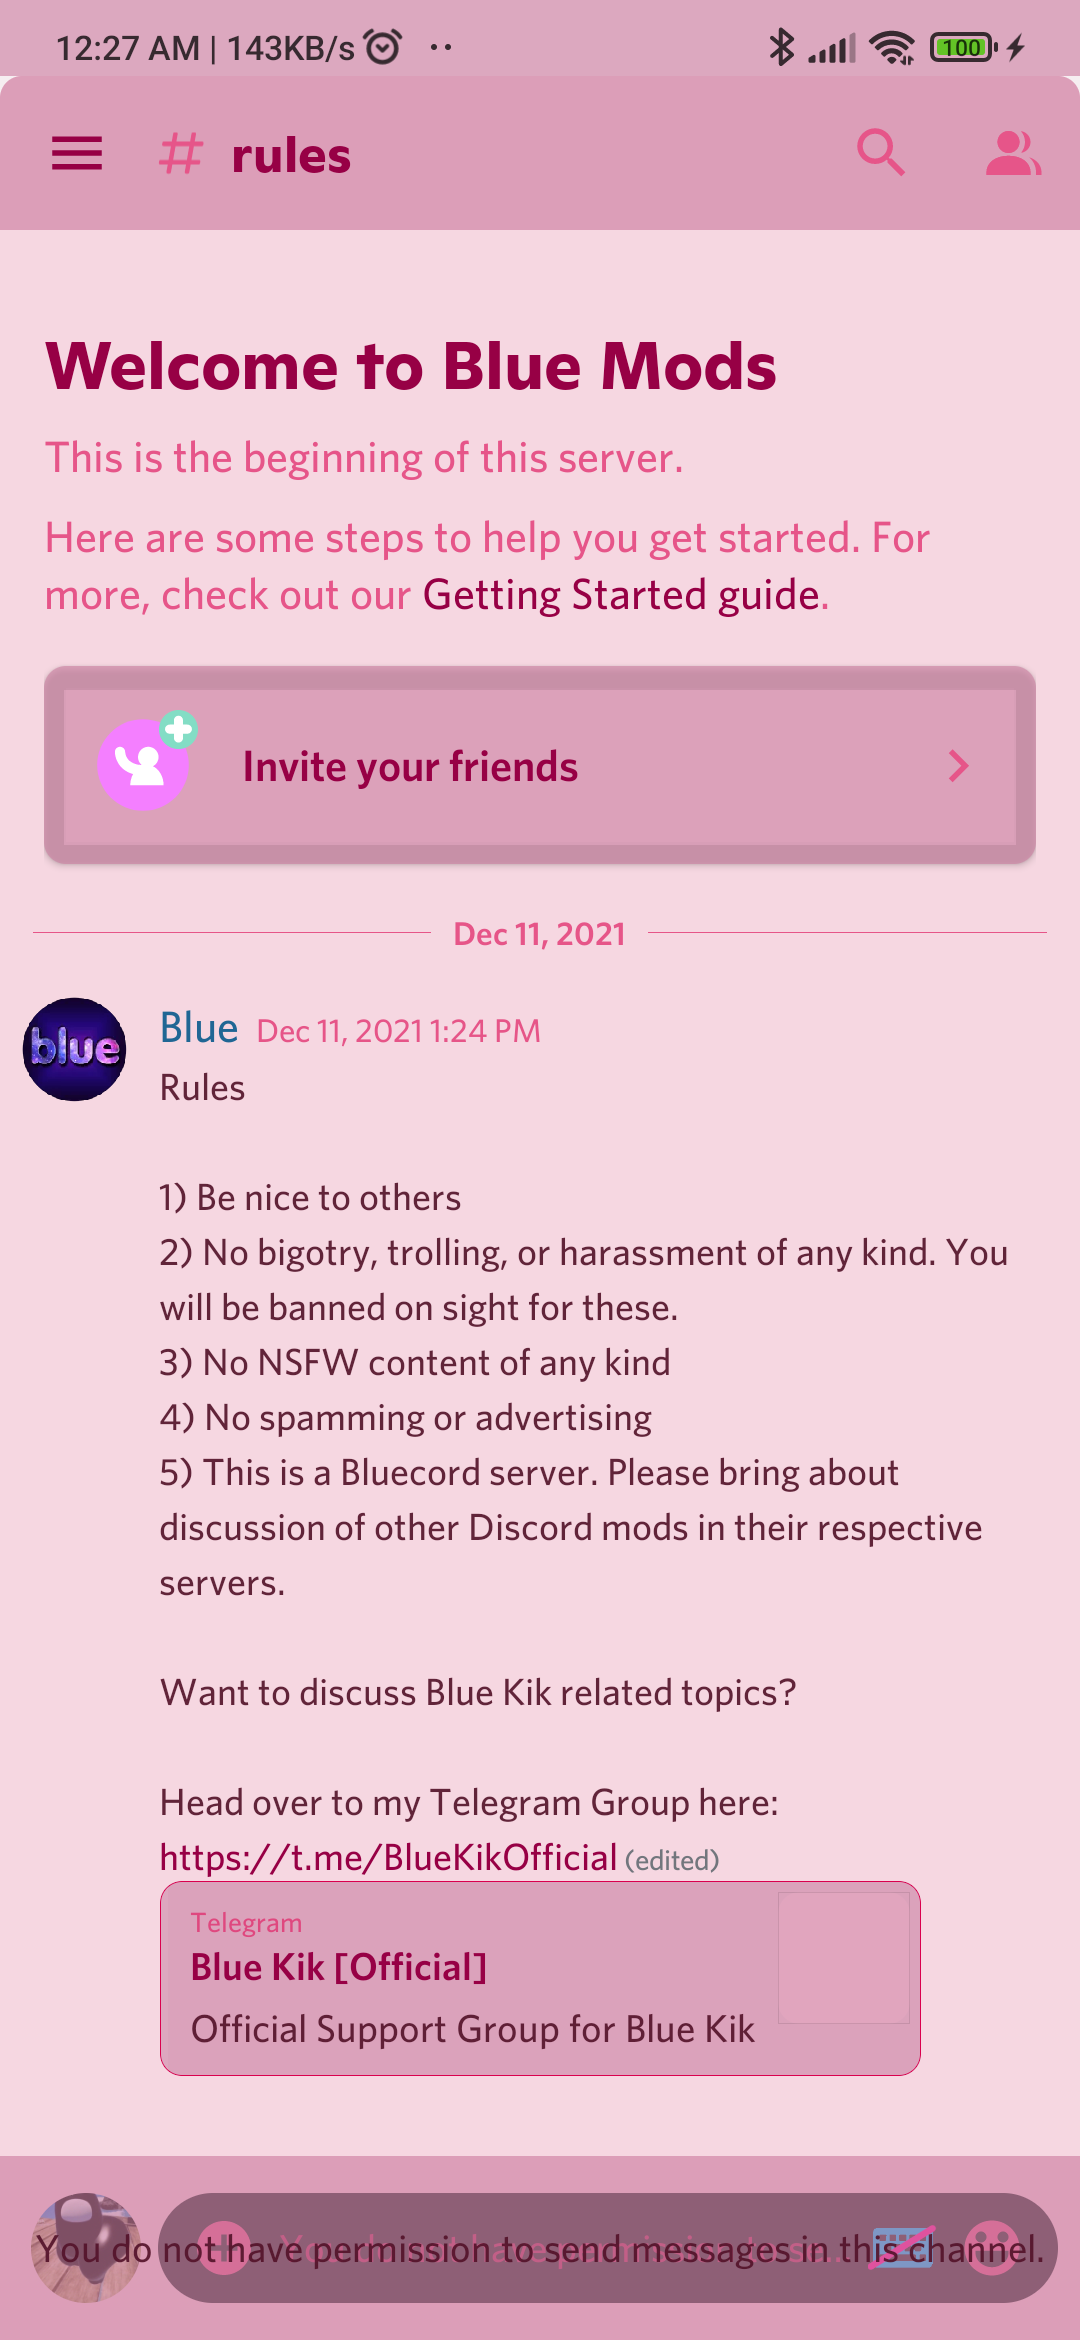 12:27 AM | 143KB/s
100
# rules
Welcome to Blue Mods
This is the beginning of this server.
Here are some steps to help you get started. For
more, check out our Getting Started guide.
Invite your friends
Dec 11, 2021
blue
Blue Dec 11, 2021 1:24 PM
Rules
1) Be nice to others
2) No bigotry, trolling, or harassment of any kind. You
will be banned on sight for these.
3) No NSFW content of any kind
4) No spamming or advertising
5) This is a Bluecord server. Please bring about
discussion of other Discord mods in their respective
servers.
Want to discuss Blue Kik related topics?
Head over to my Telegram Group here:
https://t.me/BlueKikOfficial (edited)
Telegram
Blue Kik [Official]
Official Support Group for Blue Kik
You do not have permission to send messages in this channel.